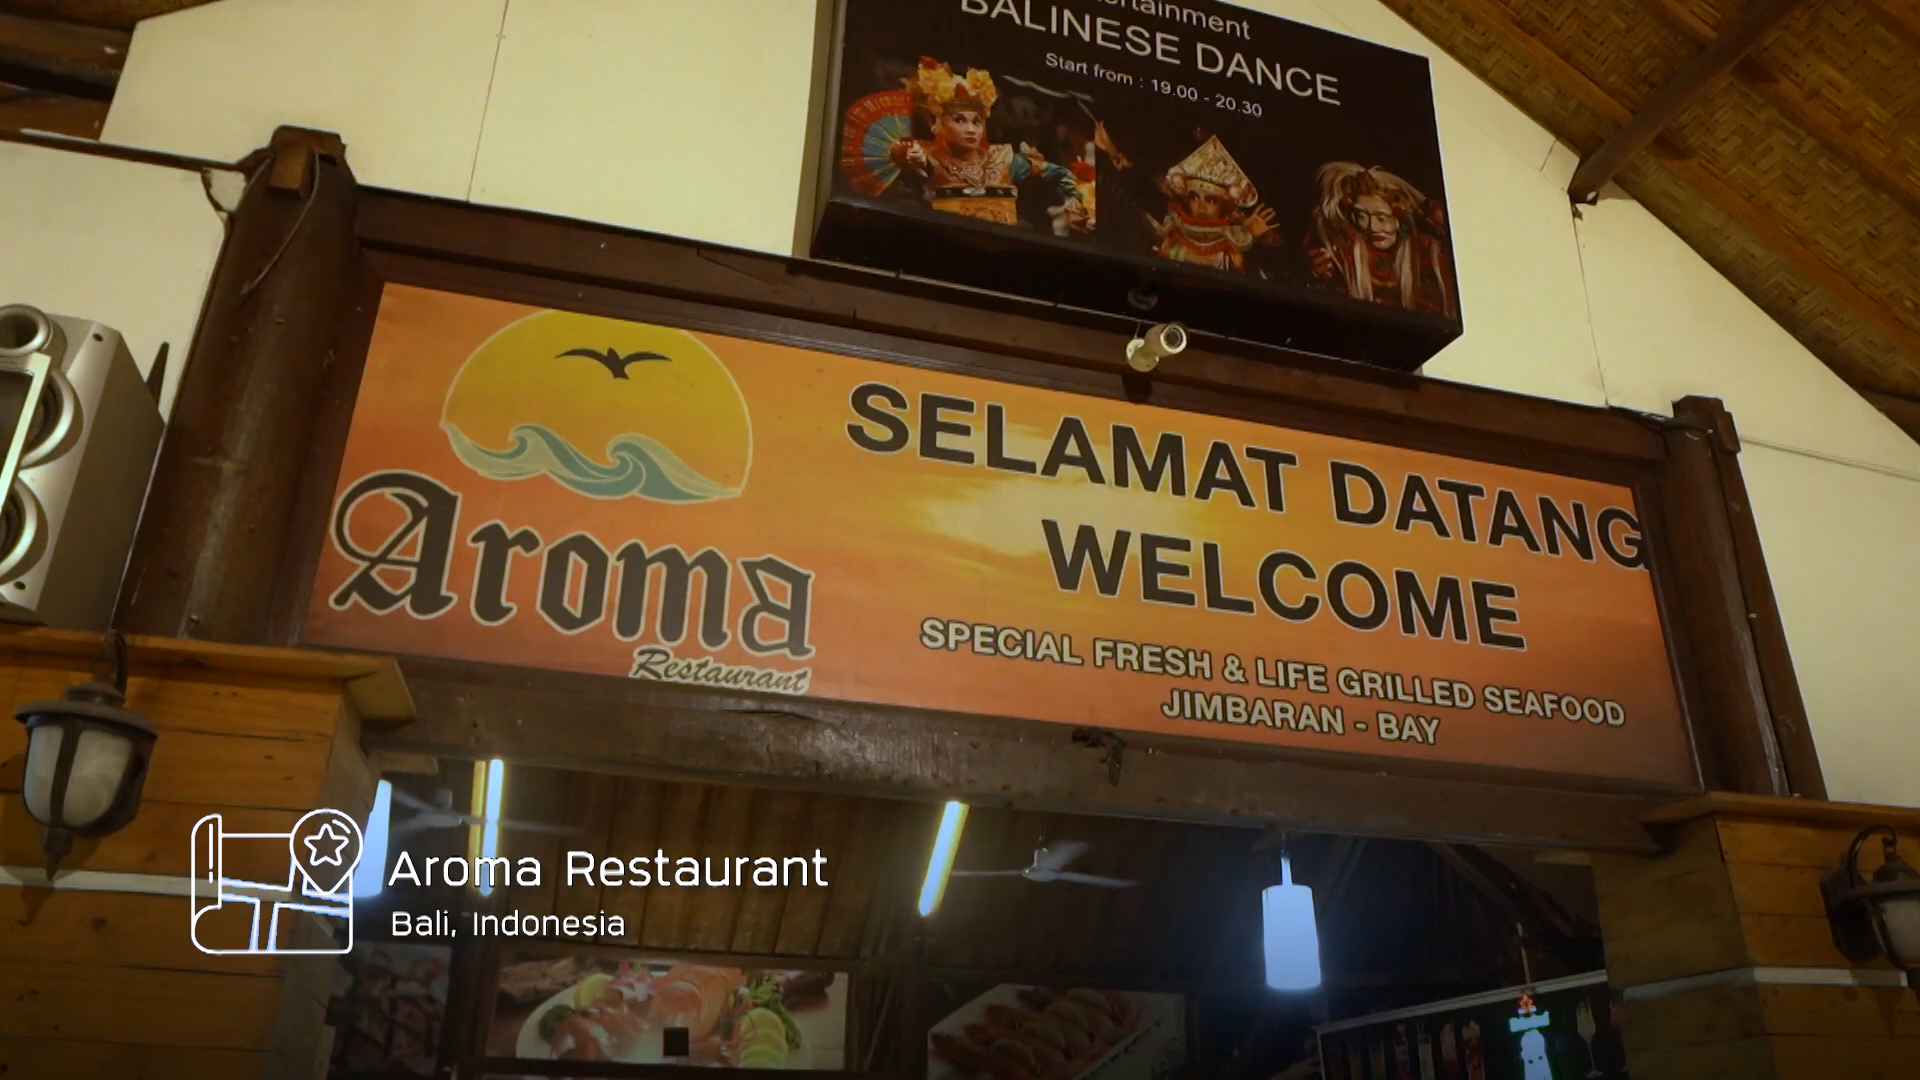 BALINESE DANCE
Start from : 19.00 - 20.30
SELAMAT DATANG
WELCOME
SPECIAL FRESH & LIFE GRILLED SEAFOOD
JIMBARAN - BAY
Aroma
Restaurant
Aroma Restaurant
Bali, Indonesia